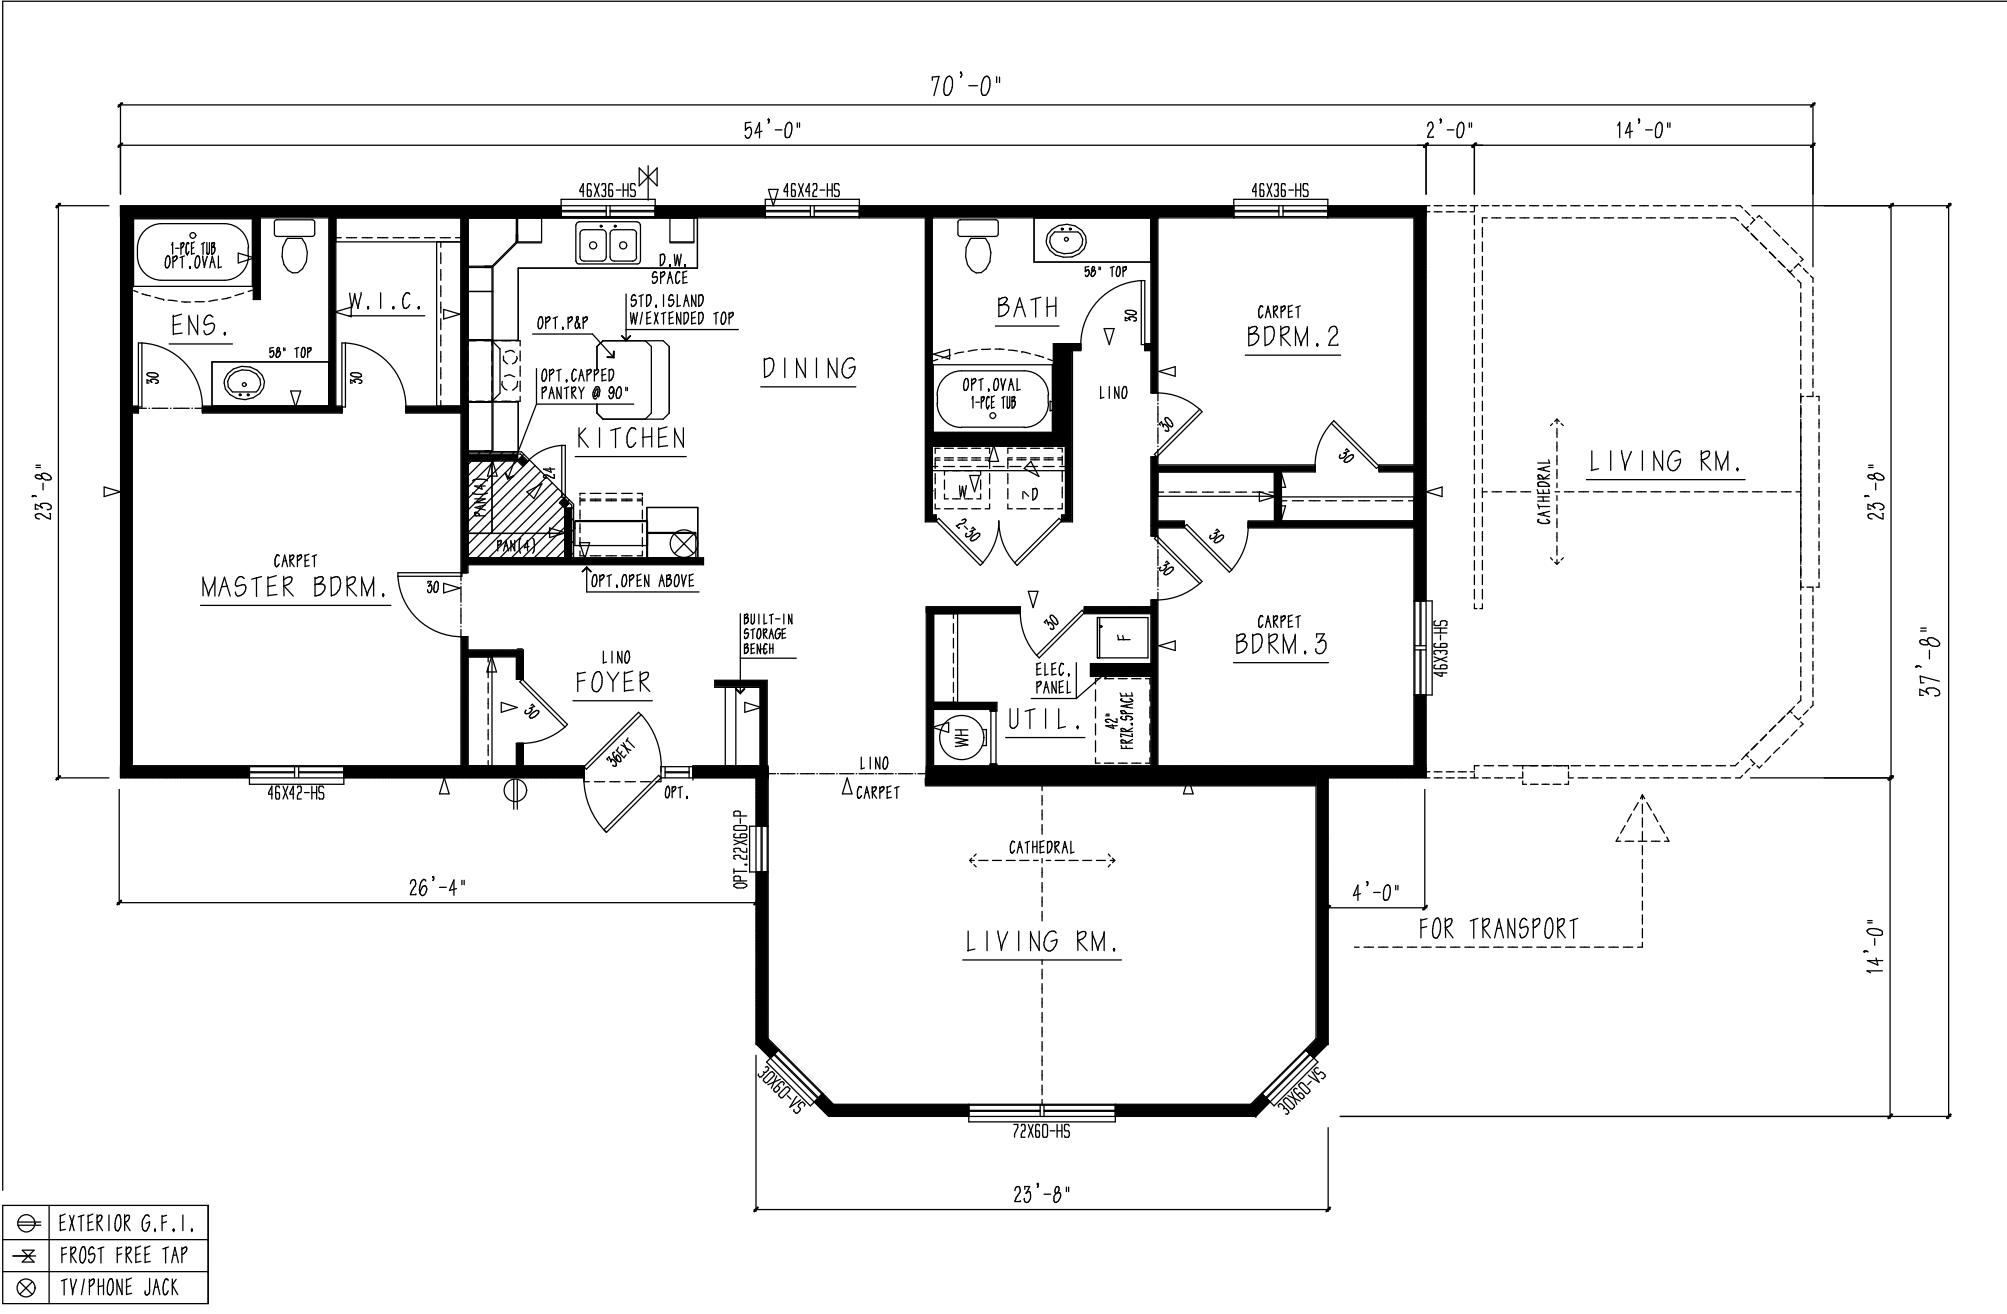 70'-0"
54'-0"
2'-0"
14'-0"
46X36-HS
46X42-HS
46X36-HS
1-PCE TUB
OPT.OVAL
ENS.
58" TOP
30
W.I.C.
30
D.W.
SPACE
STD.ISLAND
W/EXTENDED TOP
OPT.P&P
OPT.CAPPED
PANTRY @ 90"
KITCHEN
24
PAN(4)
PAN(4)
DINING
58" TOP
BATH
30
OPT.OVAL
1-PCE TUB
LINO
W
D
2-30
CARPET
BDRM.2
30
30
30
30
CARPET
BDRM.3
46X36-HS
CATHEDRAL
LIVING RM.
23'-8"
23'-8"
37'-8"
14'-0"
CARPET
MASTER BDRM.
30
OPT.OPEN ABOVE
BUILT-IN
STORAGE
BENCH
LINO
FOYER
30
36EXT
OPT.
46X42-HS
30
F
ELEC.
PANEL
UTIL.
42"
FRZR.SPACE
WH
LINO
CARPET
OPT.22X60-P
26'-4"
CATHEDRAL
LIVING RM.
4'-0"
FOR TRANSPORT
30X60-VS
72X60-HS
30X60-VS
23'-8"
EXTERIOR G.F.I.
FROST FREE TAP
TV/PHONE JACK